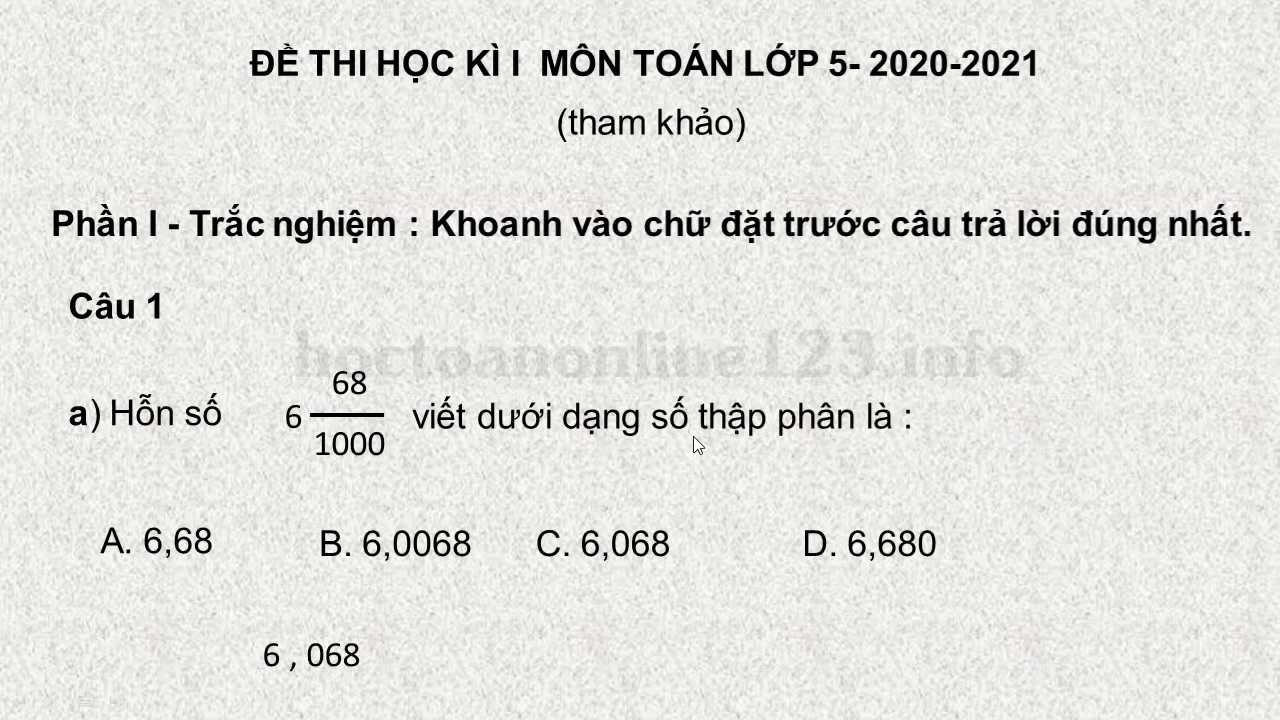 ĐỀ THI HỌC KÌ I MÔN TOÁN LỚP 5- 2020-2021
(tham khảo)
Phần I - Trắc nghiệm : Khoanh vào chữ đặt trước câu trả lời đúng nhất.
Câu 1
hoctoanonline123.info
a) Hỗn số 6 68/1000 viết dưới dạng số thập phân là :
A. 6,68 B. 6,0068 C. 6,068 D. 6,680
6 , 068